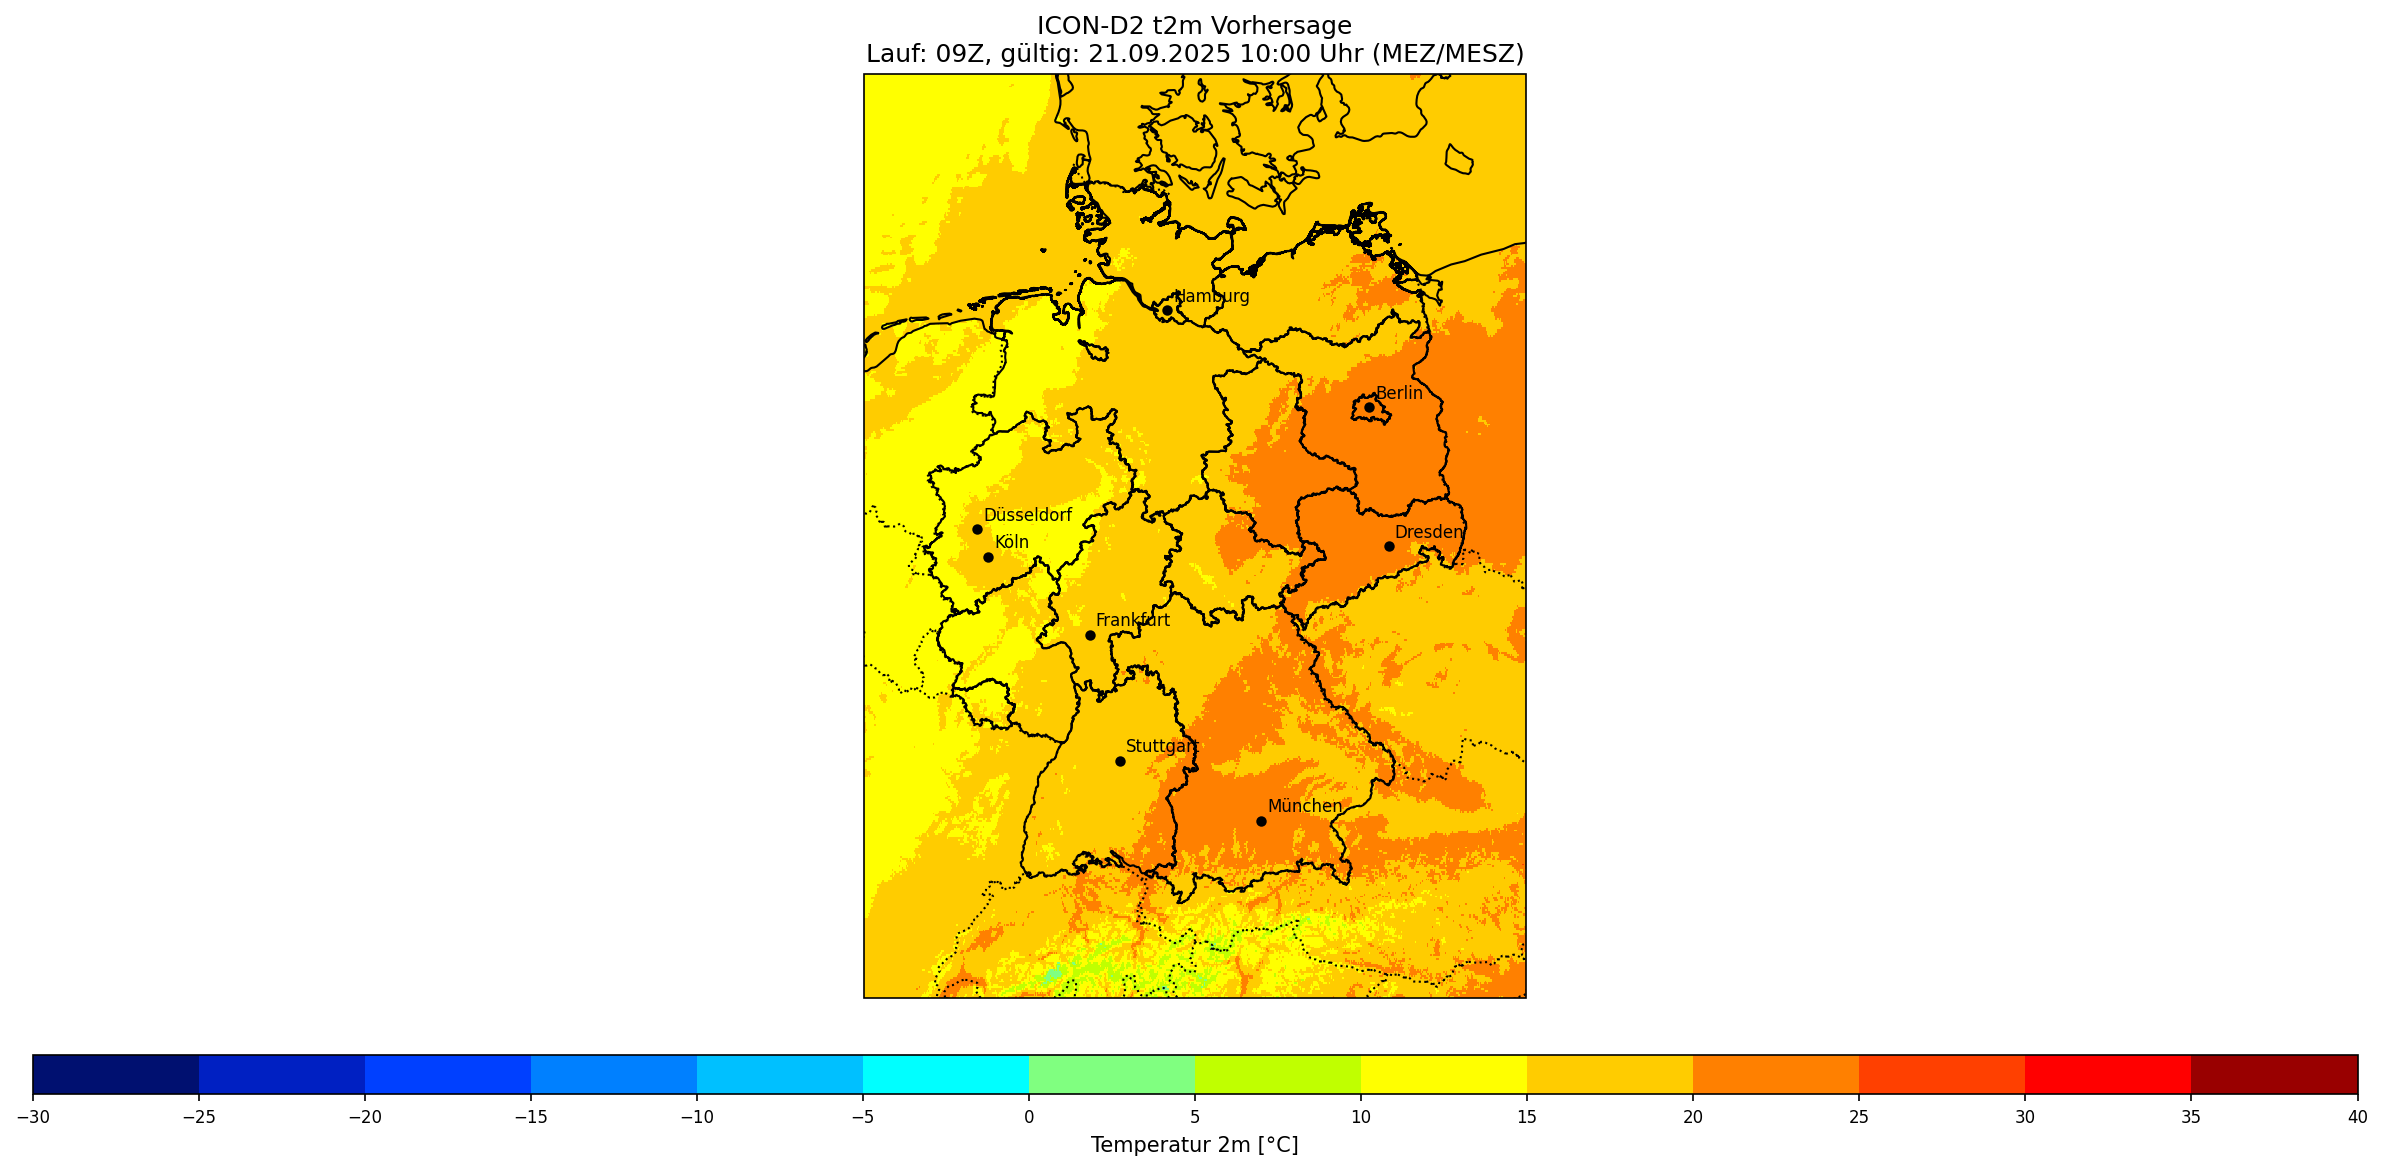 ICON-D2 t2m Vorhersage
Lauf: 09Z, gültig: 21.09.2025 10:00 Uhr (MEZ/MESZ)
Hamburg
Berlin
Düsseldorf
Dresden
Köln
Frankfurt
Stuttgart
München
−30 −25 −20 −15 −10 −5 0 5 10 15 20 25 30 35 40
Temperatur 2m [°C]